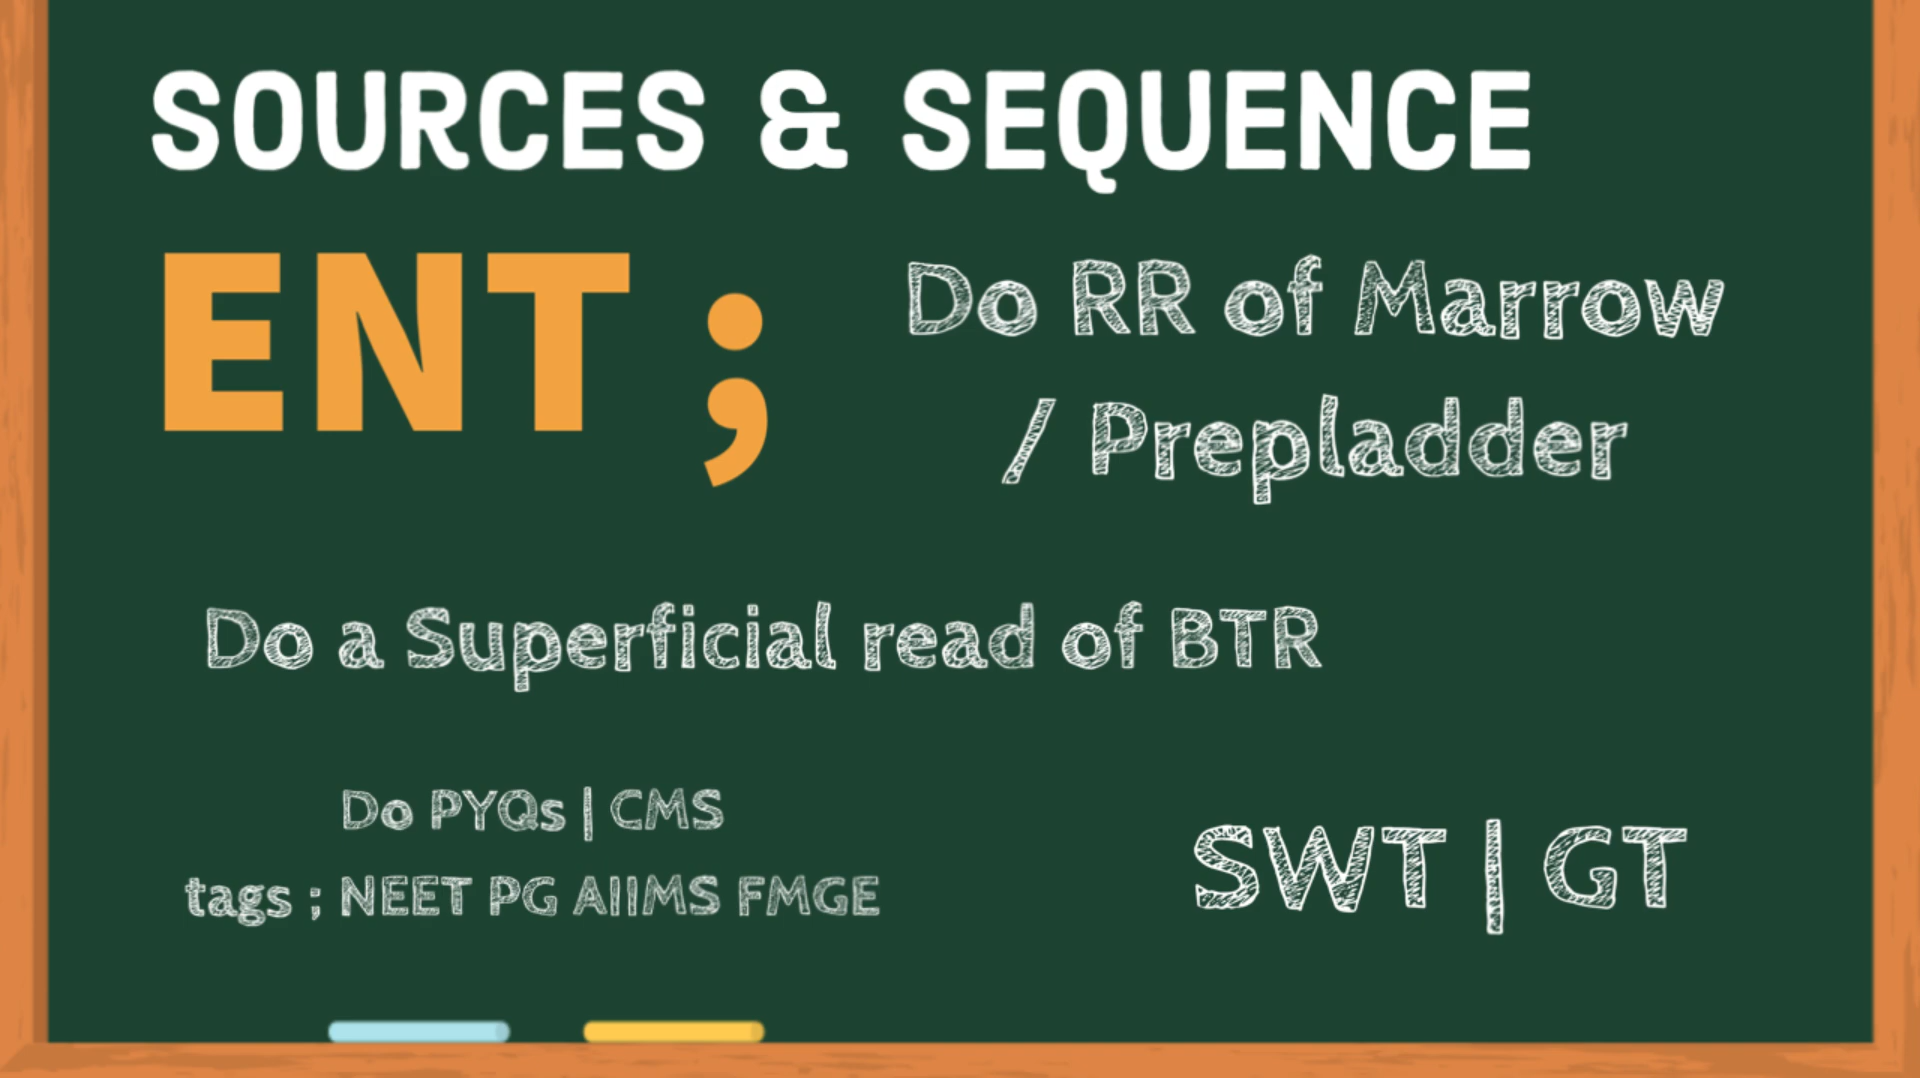 SOURCES & SEQUENCE
ENT ; Do RR of Marrow
/ Prepladder
Do a Superficial read of BTR
Do PYQs | CMS
tags ; NEET PG AIIMS FMGE
SWT | GT